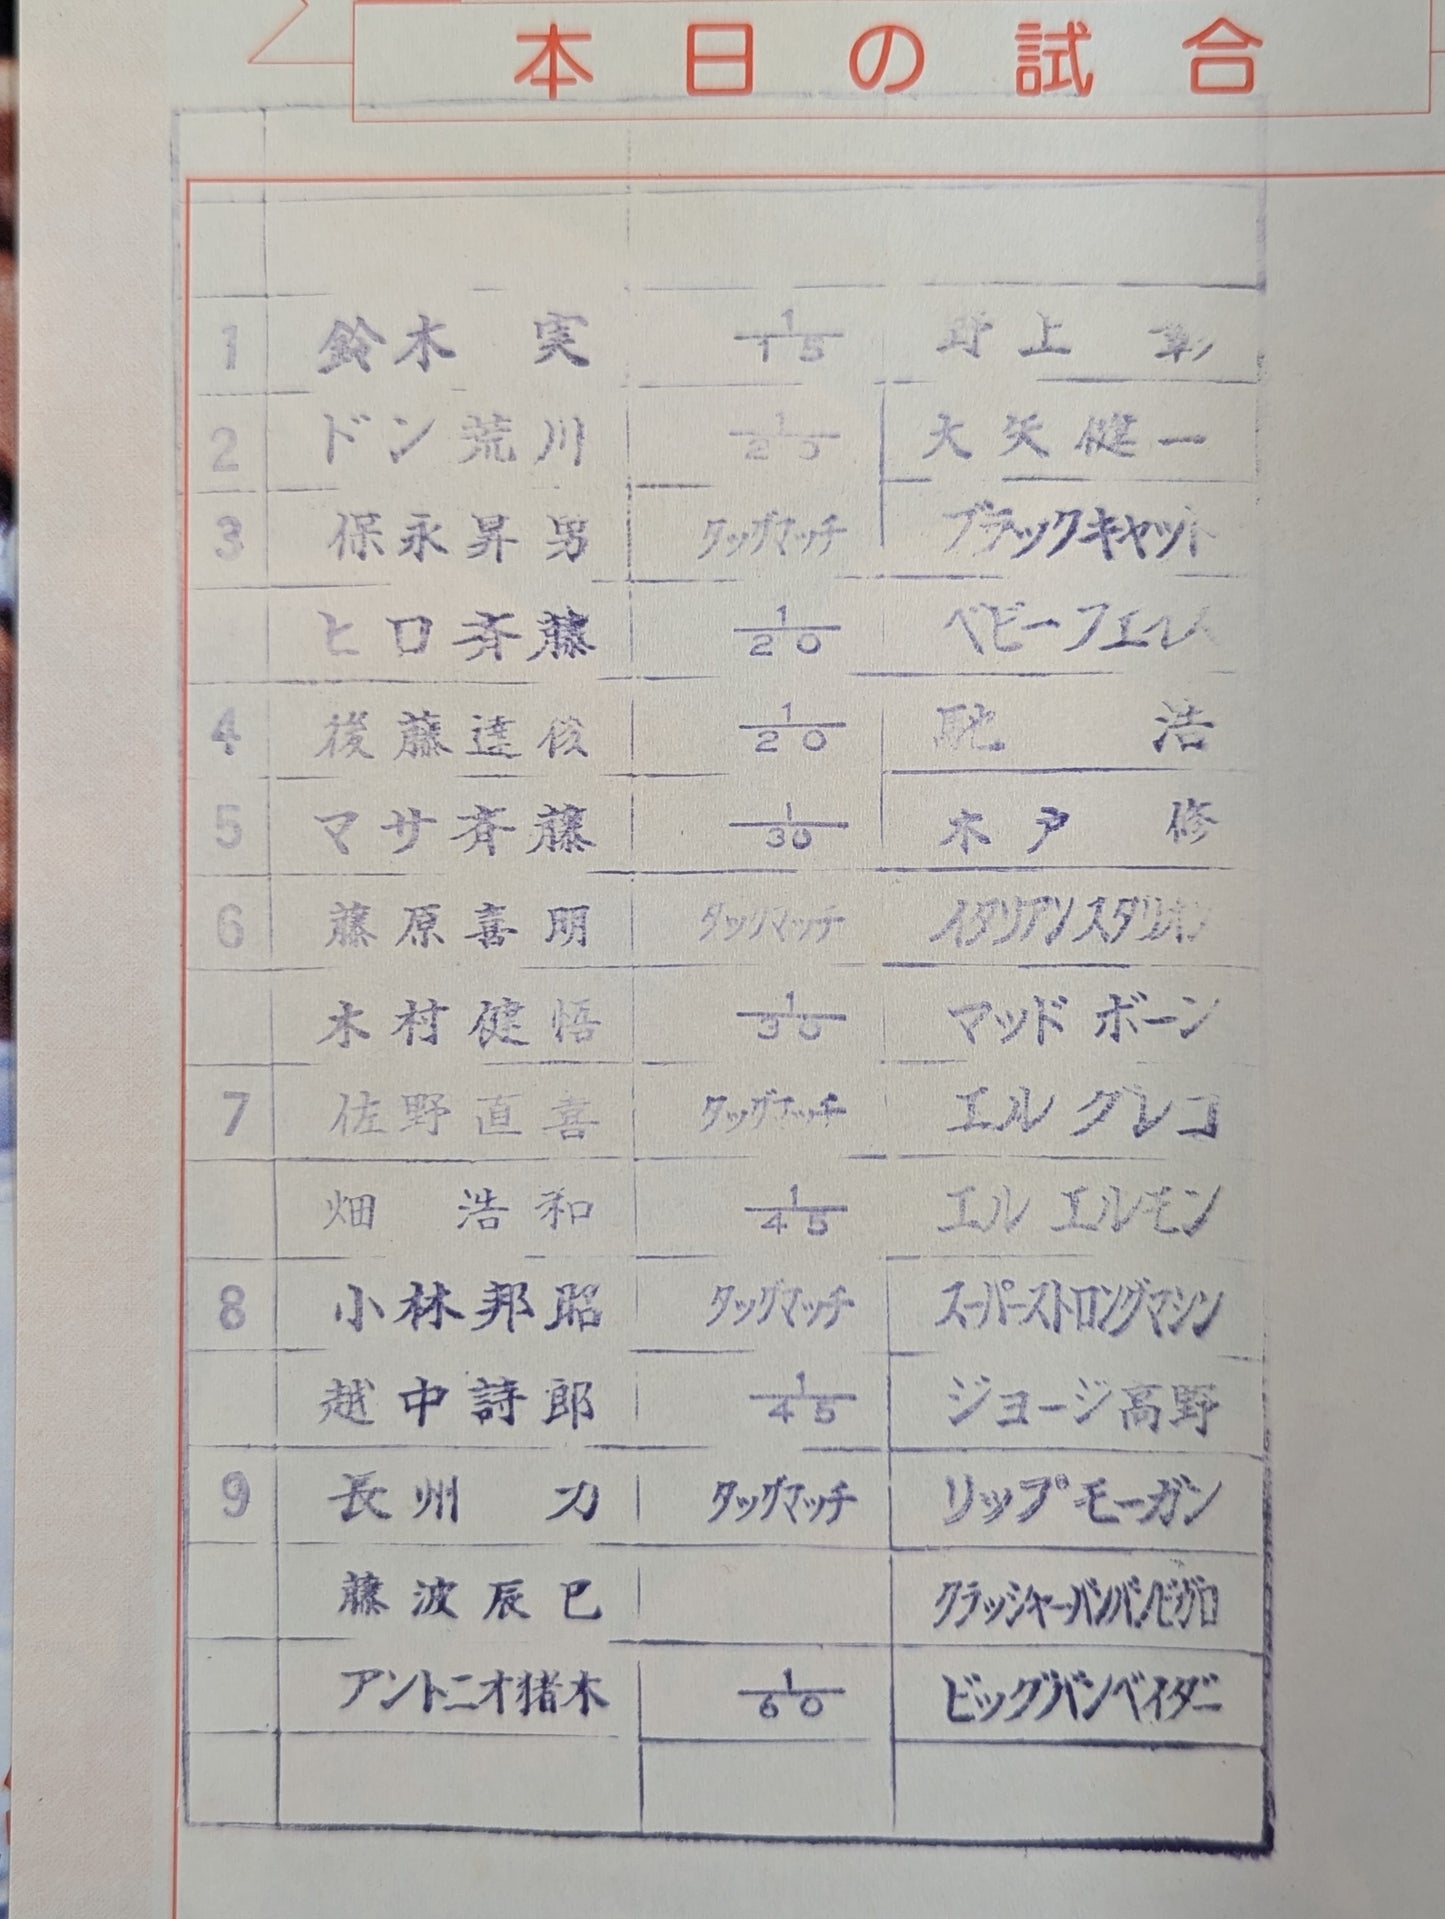 本日の試合
1 鈴木 実 1/15 野上 彰
2 ドン荒川 1/20 大矢健一
3 保永昇男 タッグマッチ ブラックキャット
ヒロ斉藤 1/20 ベビーフェイス
4 後藤達俊 1/20 馳 浩
5 マサ斉藤 1/30 木戸 修
6 藤原喜明 タッグマッチ イタリアンスタリオン
木村健悟 1/30 マッド ボーン
7 佐野直喜 タッグマッチ エル グレコ
畑 浩和 1/45 エル エルモン
8 小林邦昭 タッグマッチ スーパーストロングマシン
越中詩郎 1/45 ジョージ高野
9 長州 力 タッグマッチ リップモーガン
藤波辰巳 クラッシャーバンバンビガロ
アントニオ猪木 1/60 ビッグバンベイダー